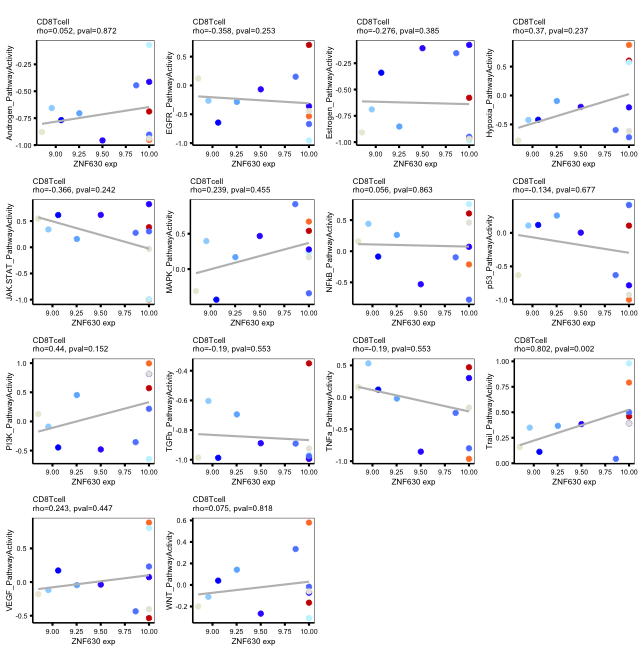 CD8Tcell
rho=0.052, pval=0.872
Androgen_PathwayActivity
-0.25
-0.50
-0.75
-1.00
9.00
9.25
9.50
9.75
10.00
ZNF630 exp
CD8Tcell
rho=-0.358, pval=0.253
EGFR_PathwayActivity
0.5
0.0
-0.5
-1.0
9.00
9.25
9.50
9.75
10.00
ZNF630 exp
CD8Tcell
rho=-0.276, pval=0.385
Estrogen_PathwayActivity
-0.25
-0.50
-0.75
-1.00
9.00
9.25
9.50
9.75
10.00
ZNF630 exp
CD8Tcell
rho=0.37, pval=0.237
Hypoxia_PathwayActivity
0.5
0.0
-0.5
9.00
9.25
9.50
9.75
10.00
ZNF630 exp
CD8Tcell
rho=-0.366, pval=0.242
JAK.STAT_PathwayActivity
0.5
0.0
-0.5
-1.0
9.00
9.25
9.50
9.75
10.00
ZNF630 exp
CD8Tcell
rho=0.239, pval=0.455
MAPK_PathwayActivity
0.5
0.0
9.00
9.25
9.50
9.75
10.00
ZNF630 exp
CD8Tcell
rho=0.056, pval=0.863
NFkB_PathwayActivity
0.5
0.0
-0.5
9.00
9.25
9.50
9.75
10.00
ZNF630 exp
CD8Tcell
rho=-0.134, pval=0.677
p53_PathwayActivity
0.0
-0.5
-1.0
9.00
9.25
9.50
9.75
10.00
ZNF630 exp
CD8Tcell
rho=0.44, pval=0.152
PI3K_PathwayActivity
1.0
0.5
0.0
-0.5
9.00
9.25
9.50
9.75
10.00
ZNF630 exp
CD8Tcell
rho=-0.19, pval=0.553
TGFb_PathwayActivity
-0.4
-0.6
-0.8
-1.0
9.00
9.25
9.50
9.75
10.00
ZNF630 exp
CD8Tcell
rho=-0.19, pval=0.553
TNFa_PathwayActivity
0.5
0.0
-0.5
-1.0
9.00
9.25
9.50
9.75
10.00
ZNF630 exp
CD8Tcell
rho=0.802, pval=0.002
Trail_PathwayActivity
1.00
0.75
0.50
0.25
0.00
9.00
9.25
9.50
9.75
10.00
ZNF630 exp
CD8Tcell
rho=0.243, pval=0.447
VEGF_PathwayActivity
0.5
0.0
-0.5
9.00
9.25
9.50
9.75
10.00
ZNF630 exp
CD8Tcell
rho=0.075, pval=0.818
WNT_PathwayActivity
0.6
0.4
0.2
0.0
-0.2
9.00
9.25
9.50
9.75
10.00
ZNF630 exp